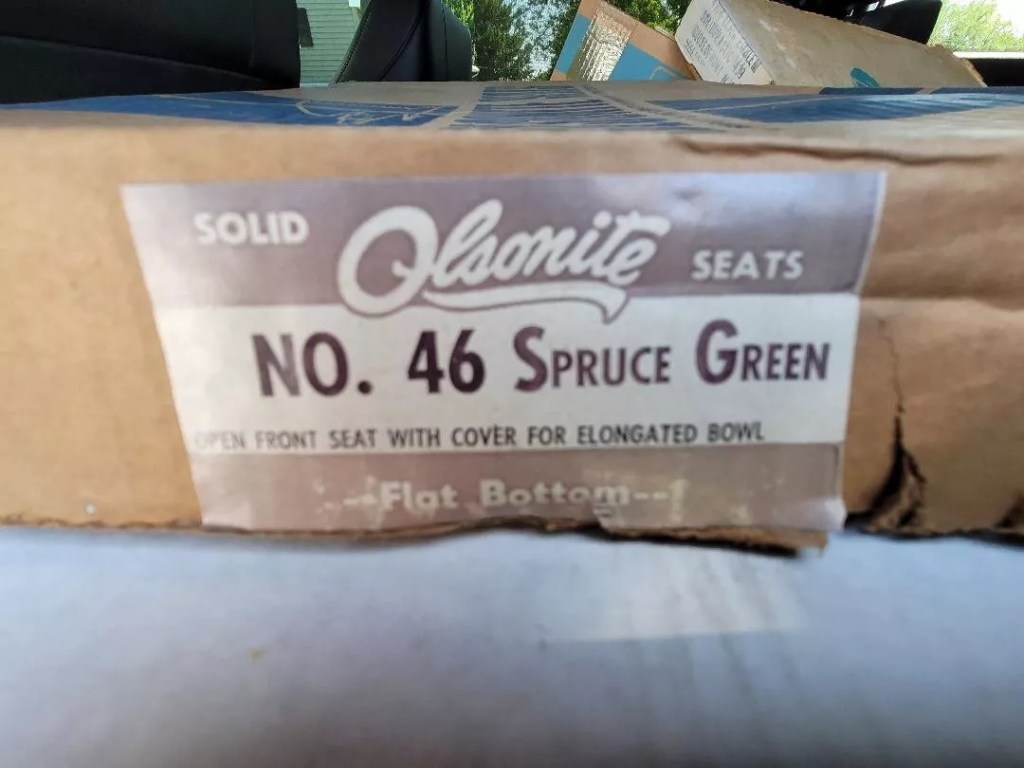 SOLID Olsonite SEATS
NO. 46 SPRUCE GREEN
OPEN FRONT SEAT WITH COVER FOR ELONGATED BOWL
--Flat Bottom--